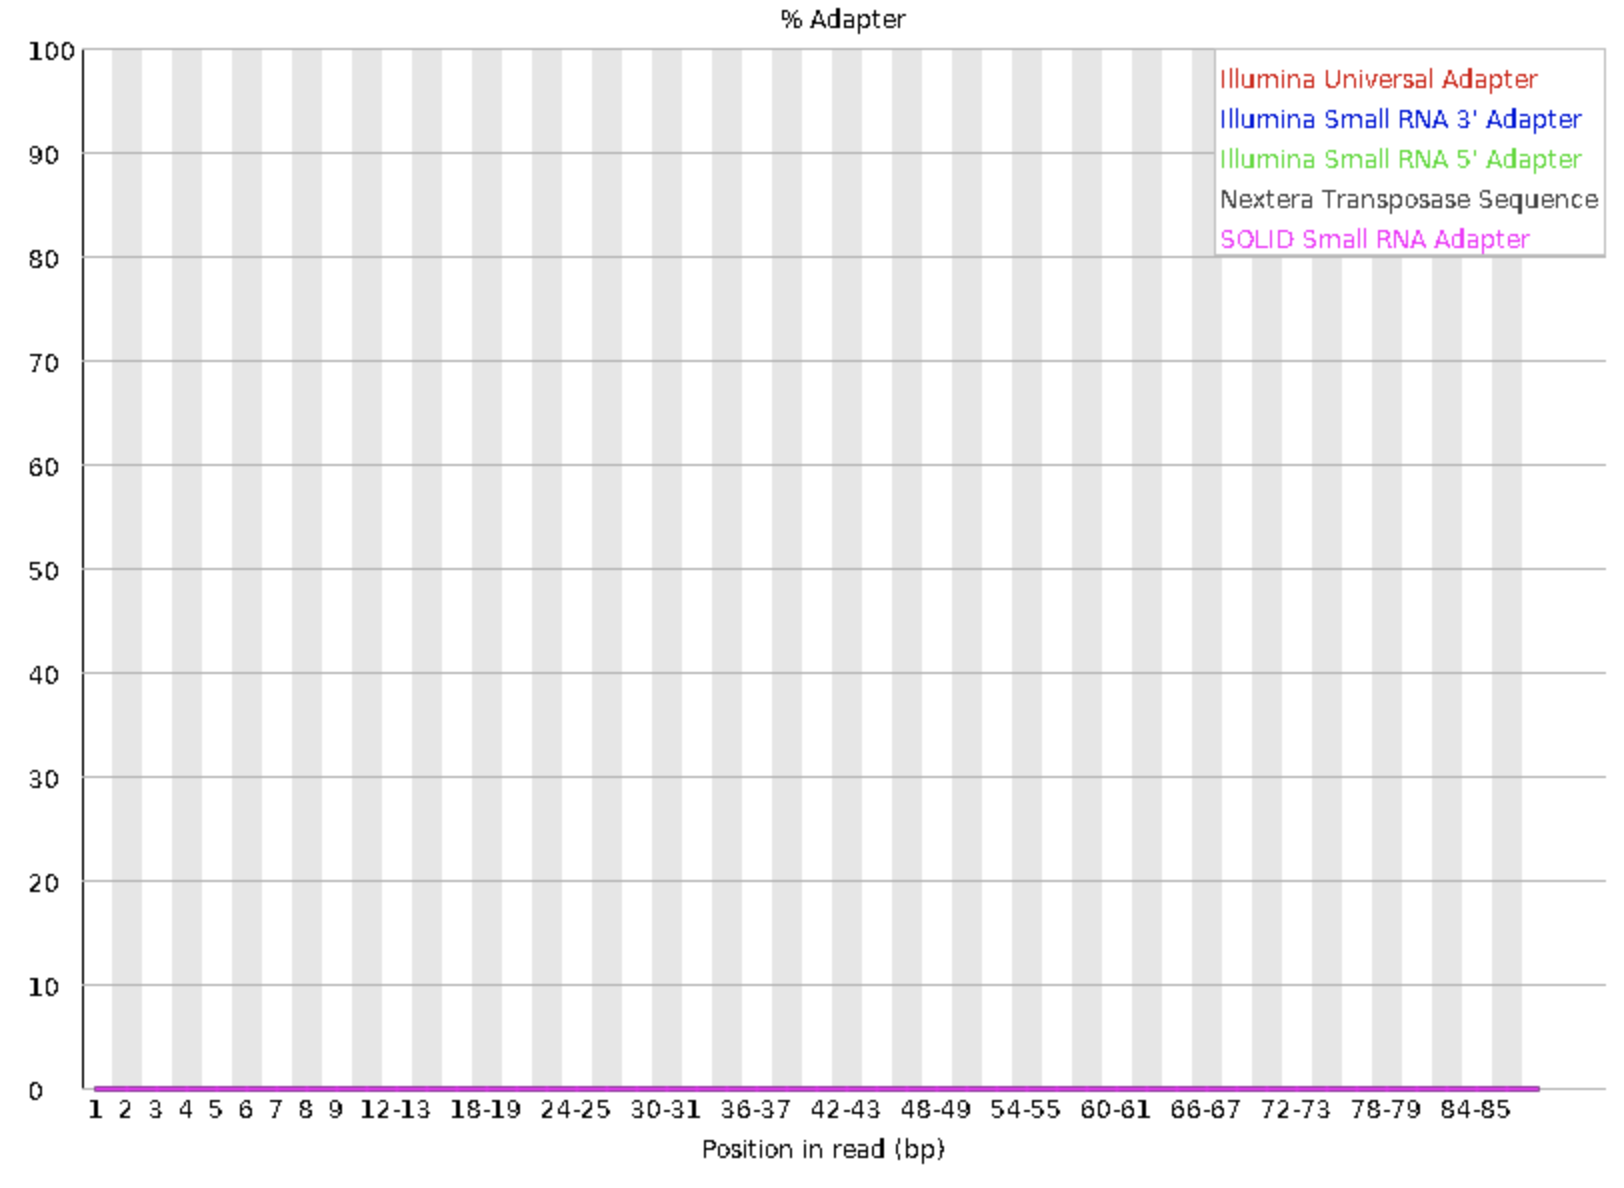 % Adapter
100
90
80
70
60
50
40
30
20
10
0
Illumina Universal Adapter
Illumina Small RNA 3' Adapter
Illumina Small RNA 5' Adapter
Nextera Transposase Sequence
SOLID Small RNA Adapter
1 2 3 4 5 6 7 8 9 12-13 18-19 24-25 30-31 36-37 42-43 48-49 54-55 60-61 66-67 72-73 78-79 84-85
Position in read (bp)